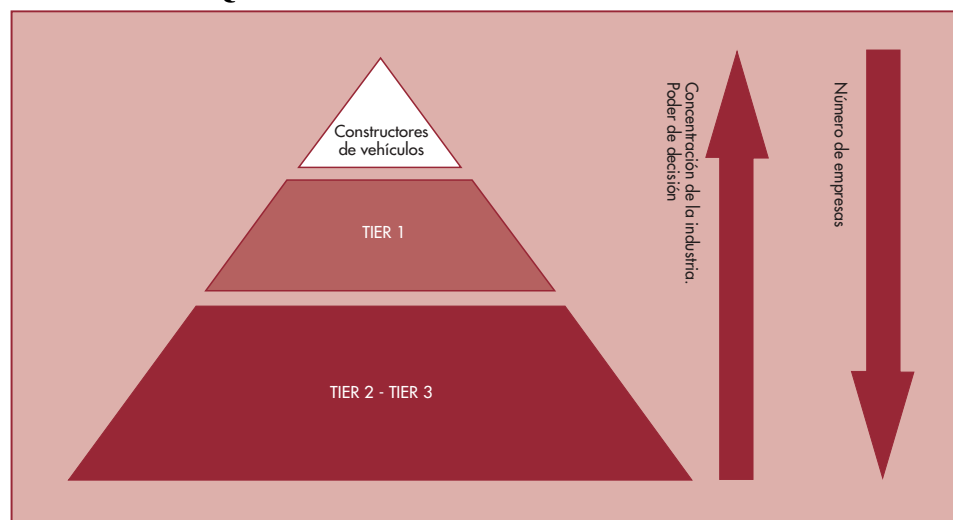 Constructores
de vehículos
TIER 1
TIER 2 - TIER 3
Concentración de la industria.
Poder de decisión
Número de empresas